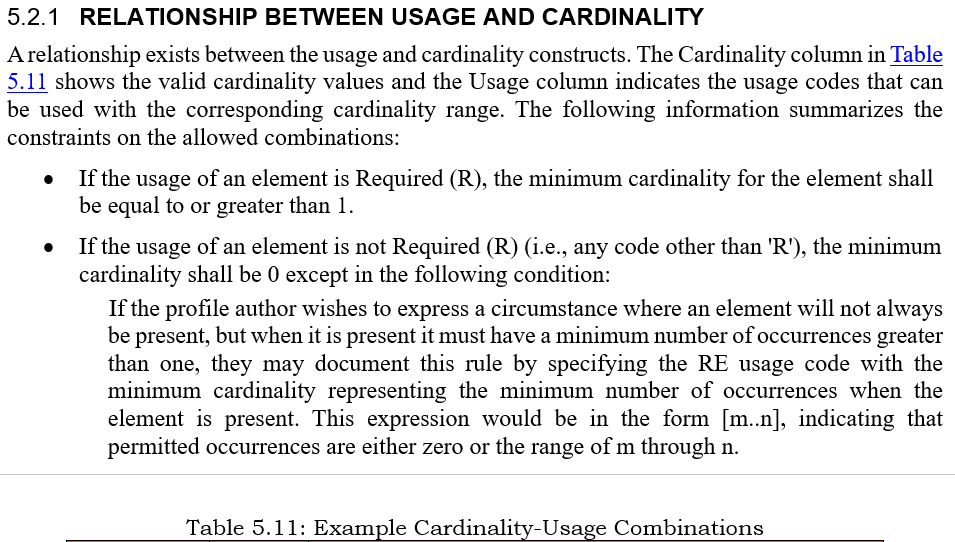 5.2.1 RELATIONSHIP BETWEEN USAGE AND CARDINALITY
A relationship exists between the usage and cardinality constructs. The Cardinality column in Table
5.11 shows the valid cardinality values and the Usage column indicates the usage codes that can
be used with the corresponding cardinality range. The following information summarizes the
constraints on the allowed combinations:
• If the usage of an element is Required (R), the minimum cardinality for the element shall
be equal to or greater than 1.
• If the usage of an element is not Required (R) (i.e., any code other than 'R'), the minimum
cardinality shall be 0 except in the following condition:
If the profile author wishes to express a circumstance where an element will not always
be present, but when it is present it must have a minimum number of occurrences greater
than one, they may document this rule by specifying the RE usage code with the
minimum cardinality representing the minimum number of occurrences when the
element is present. This expression would be in the form [m..n], indicating that
permitted occurrences are either zero or the range of m through n.
Table 5.11: Example Cardinality-Usage Combinations